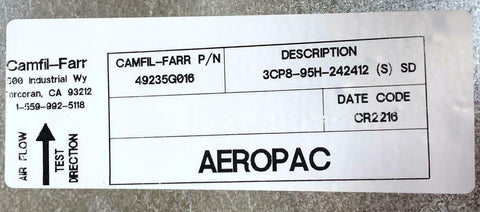 Camfil-Farr
500 Industrial Wy
Corcoran, CA 93212
1-559-992-5118
AIR FLOW
TEST DIRECTION
CAMFIL-FARR P/N
49235G016
DESCRIPTION
3CP8-95H-242412 (S) SD
DATE CODE
CR2216
AEROPAC